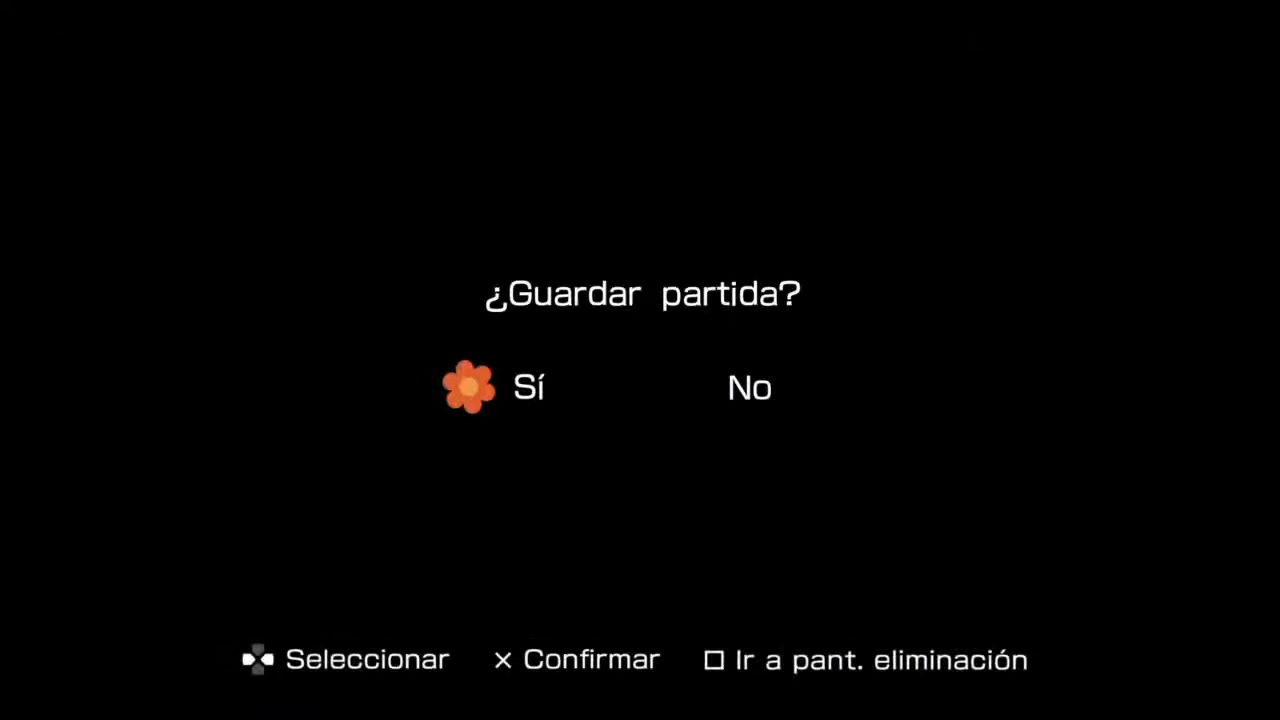 ¿Guardar partida?
Sí No
Seleccionar × Confirmar □ Ir a pant. eliminación